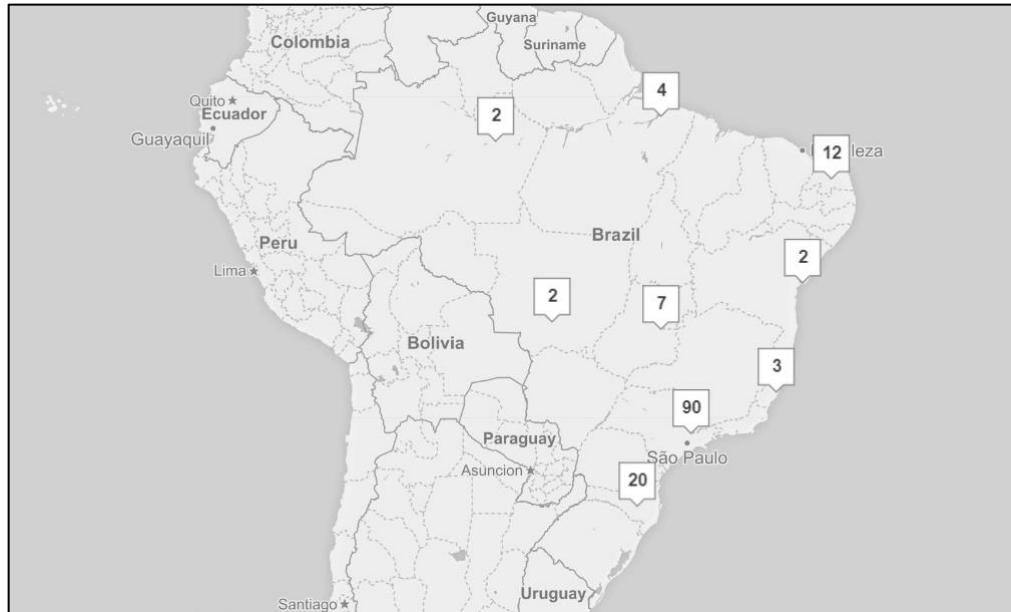 Guyana
Colombia
Suriname
4
Quito
2
Ecuador
Guayaquil
12
leza
Brazil
Peru
2
Lima
2
7
Bolivia
3
90
Paraguay
São Paulo
Asuncion
20
Uruguay
Santiago